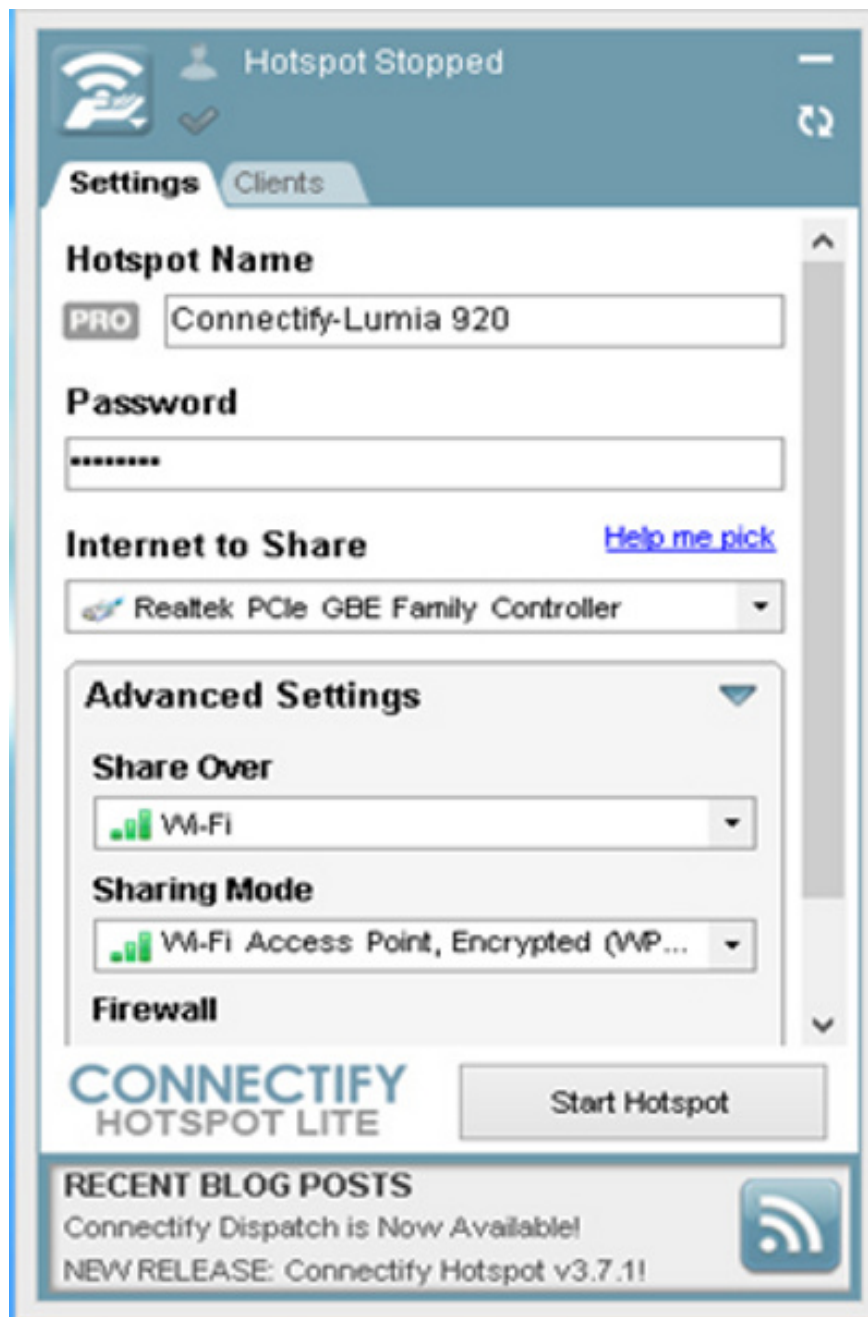 Hotspot Stopped
Settings Clients
Hotspot Name
PRO Connectify-Lumia 920
Password
••••••••
Internet to Share Help me pick
Realtek PCIe GBE Family Controller
Advanced Settings
Share Over
Wi-Fi
Sharing Mode
Wi-Fi Access Point, Encrypted (WP...
Firewall
CONNECTIFY
HOTSPOT LITE
Start Hotspot
RECENT BLOG POSTS
Connectify Dispatch is Now Available!
NEW RELEASE: Connectify Hotspot v3.7.1!